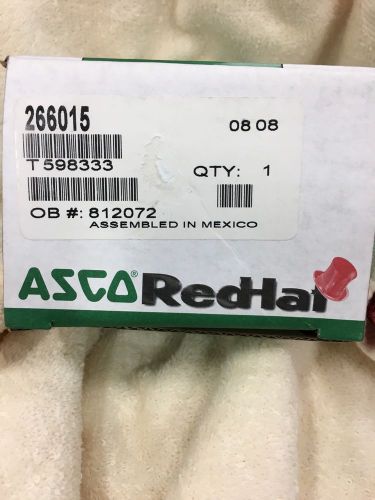 266015 08 08
T 598333 QTY: 1
OB #: 812072
ASSEMBLED IN MEXICO
ASCO® RedHat